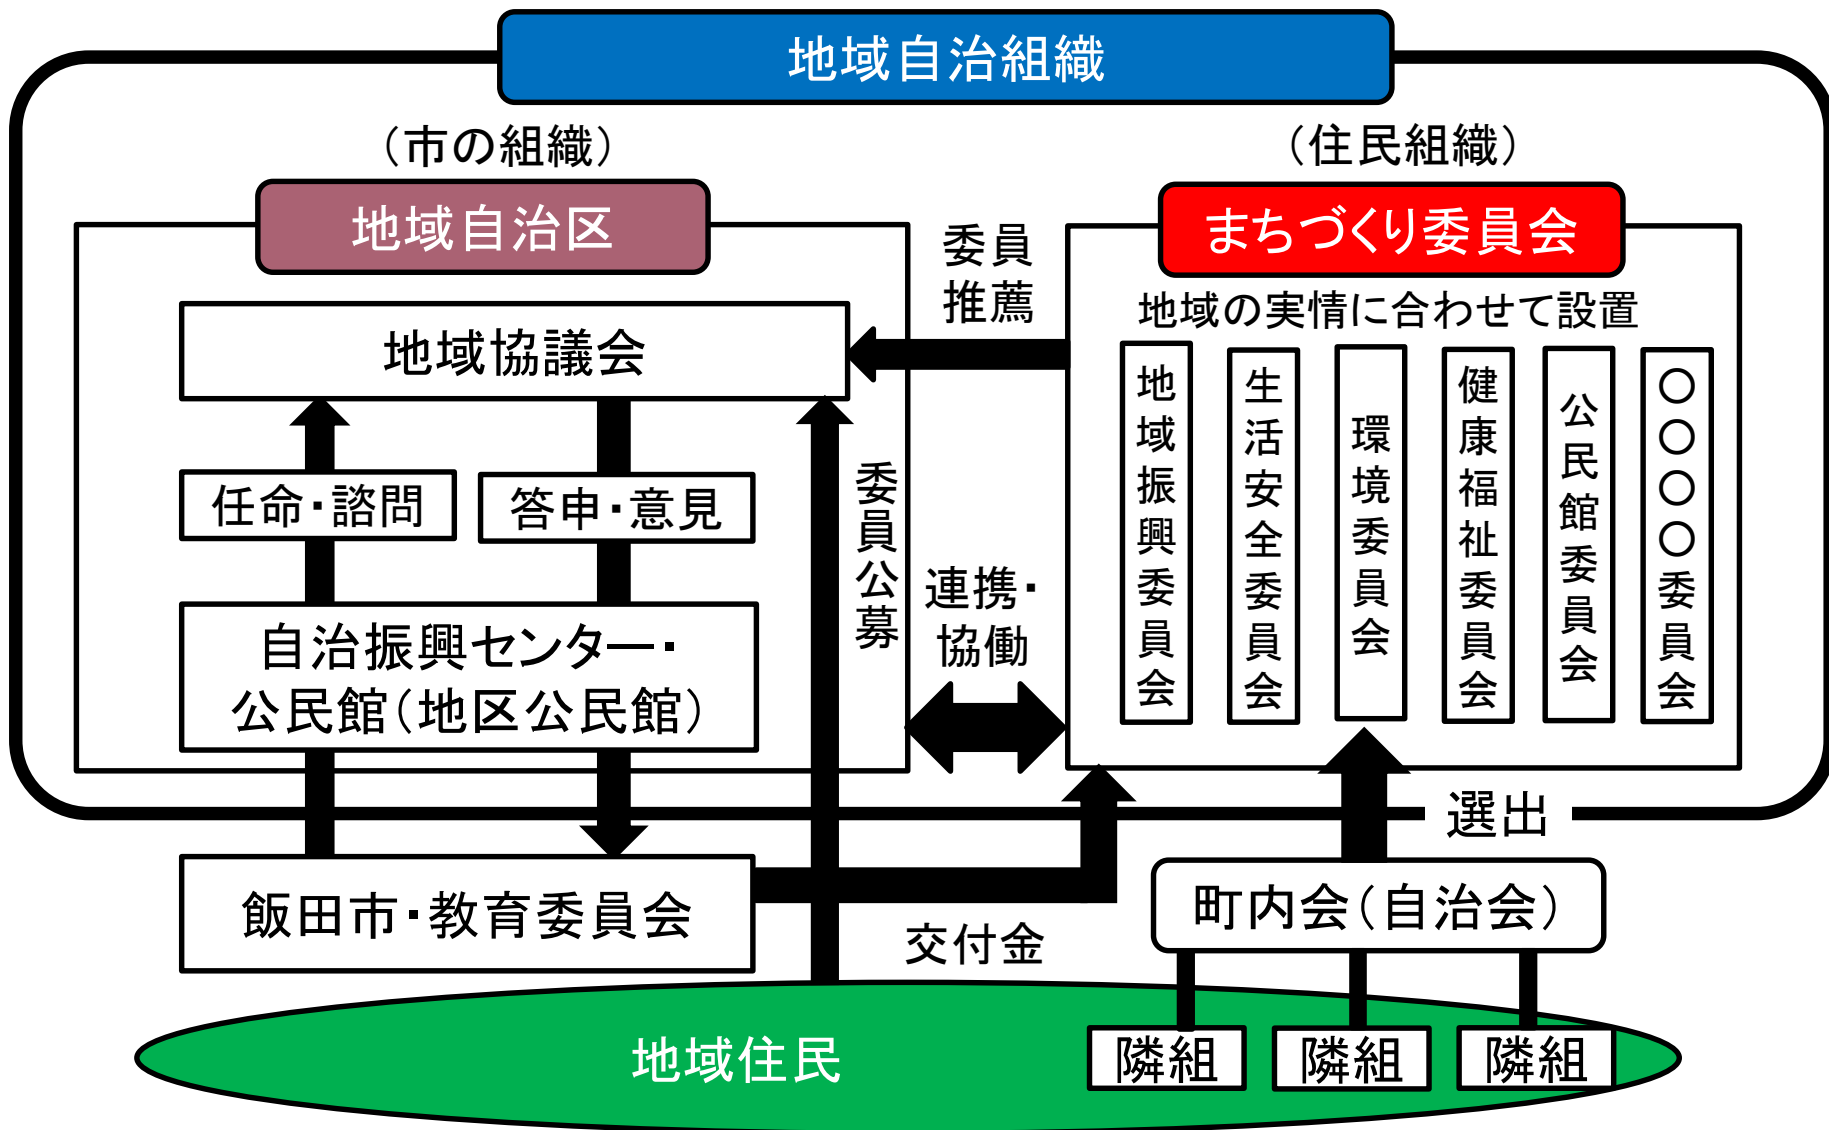 地域自治組織
（市の組織）
地域自治区
地域協議会
任命・諮問
答申・意見
自治振興センター・
公民館（地区公民館）
委員公募
委員
推薦
連携・
協働
（住民組織）
まちづくり委員会
地域の実情に合わせて設置
地域振興委員会
生活安全委員会
環境委員会
健康福祉委員会
公民館委員会
〇〇〇〇委員会
選出
飯田市・教育委員会
交付金
町内会（自治会）
地域住民
隣組
隣組
隣組